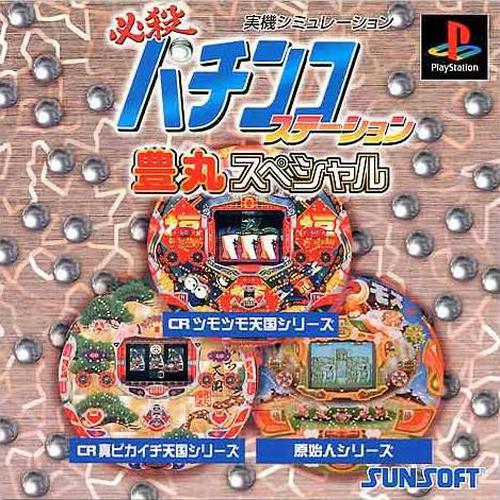 実機シミュレーション
必殺
パチンコ
ステーション
豊丸スペシャル
PlayStation
CRツモツモ天国シリーズ
CR真ピカイチ天国シリーズ
原始人シリーズ
SUNSOFT